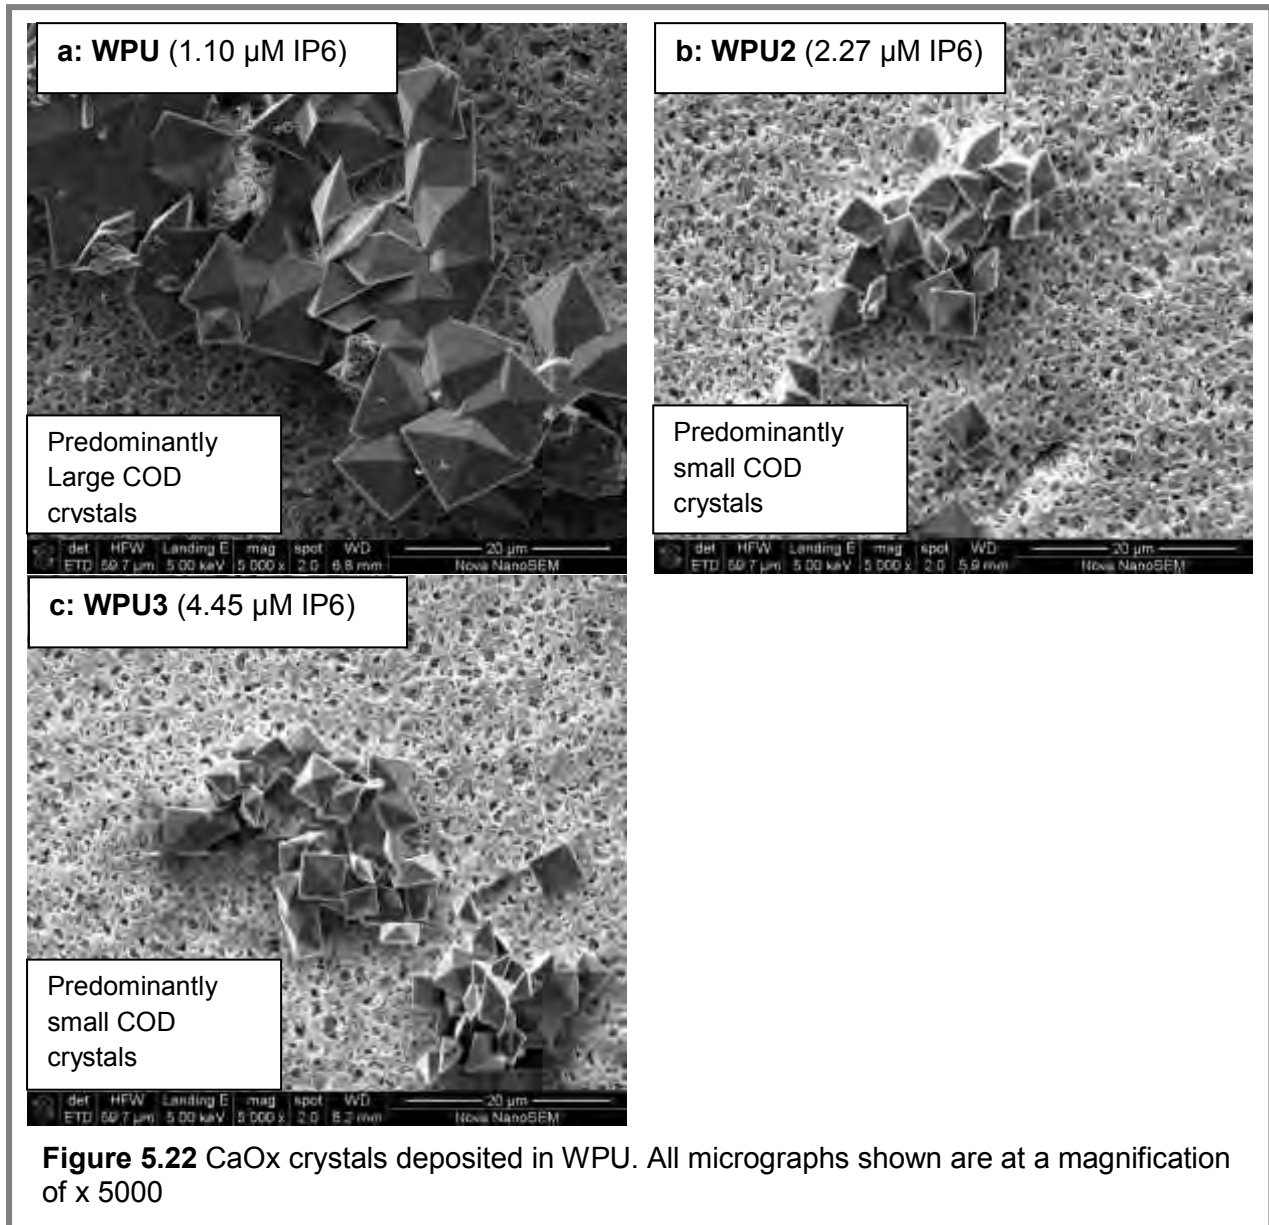 a: WPU (1.10 µM IP6)
b: WPU2 (2.27 µM IP6)
Predominantly
Large COD
crystals
Predominantly
small COD
crystals
det HFW Landing E mag spot WD 20 µm
ETD 59.7 µm 5.00 keV 5 000 x 2.0 6.8 mm Nova NanoSEM
det HFW Landing E mag spot WD 20 µm
ETD 59.7 µm 5.00 keV 5 000 x 2.0 5.9 mm Nova NanoSEM
c: WPU3 (4.45 µM IP6)
Predominantly
small COD
crystals
det HFW Landing E mag spot WD 20 µm
ETD 59.7 µm 5.00 keV 5 000 x 2.0 mm Nova NanoSEM
Figure 5.22 CaOx crystals deposited in WPU. All micrographs shown are at a magnification
of x 5000